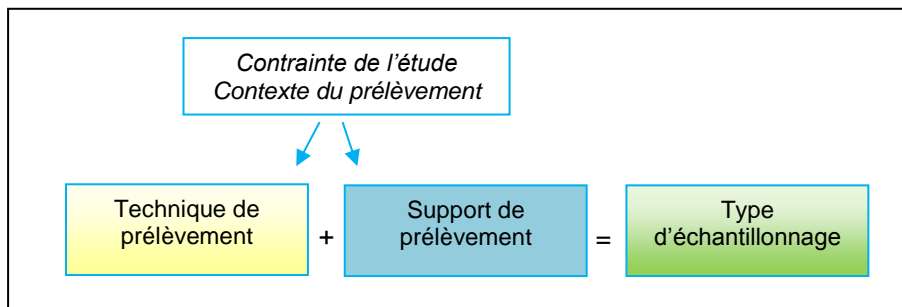 Contrainte de l’étude
Contexte du prélèvement
Technique de
prélèvement
+
Support de
prélèvement
=
Type
d’échantillonnage